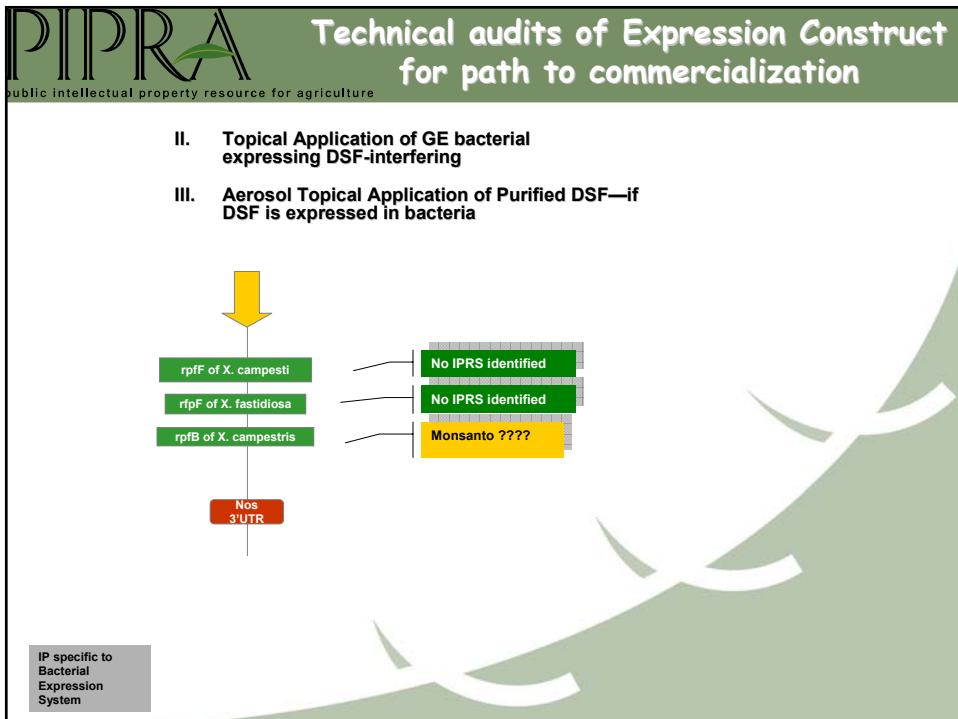 PIPRA
public intellectual property resource for agriculture
Technical audits of Expression Construct
for path to commercialization
II. Topical Application of GE bacterial
expressing DSF-interfering
III. Aerosol Topical Application of Purified DSF—if
DSF is expressed in bacteria
rpfF of X. campesti
No IPRS identified
rfpF of X. fastidiosa
No IPRS identified
rpfB of X. campestris
Monsanto ????
Nos
3'UTR
IP specific to
Bacterial
Expression
System